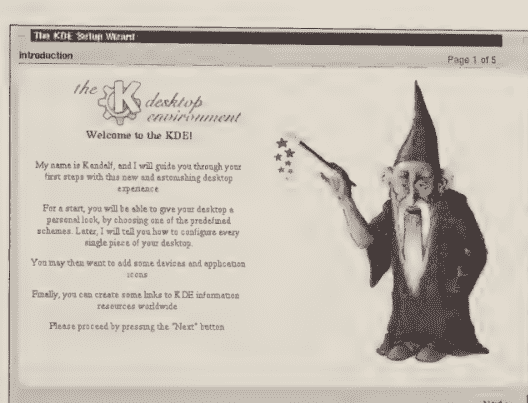 The KDE Setup Wizard
introduction
Page 1 of 5
the K desktop
environment
Welcome to the KDE!
My name is Kandalf, and I will guide you through your
first steps with this new and astonishing desktop
experience
For a start, you will be able to give your desktop a
personal look, by choosing one of the predefined
schemes. Later, I will tell you how to configure every
single piece of your desktop.
You may then want to add some devices and application
icons
Finally, you can create some links to KDE information
resources worldwide
Please proceed by pressing the "Next" button